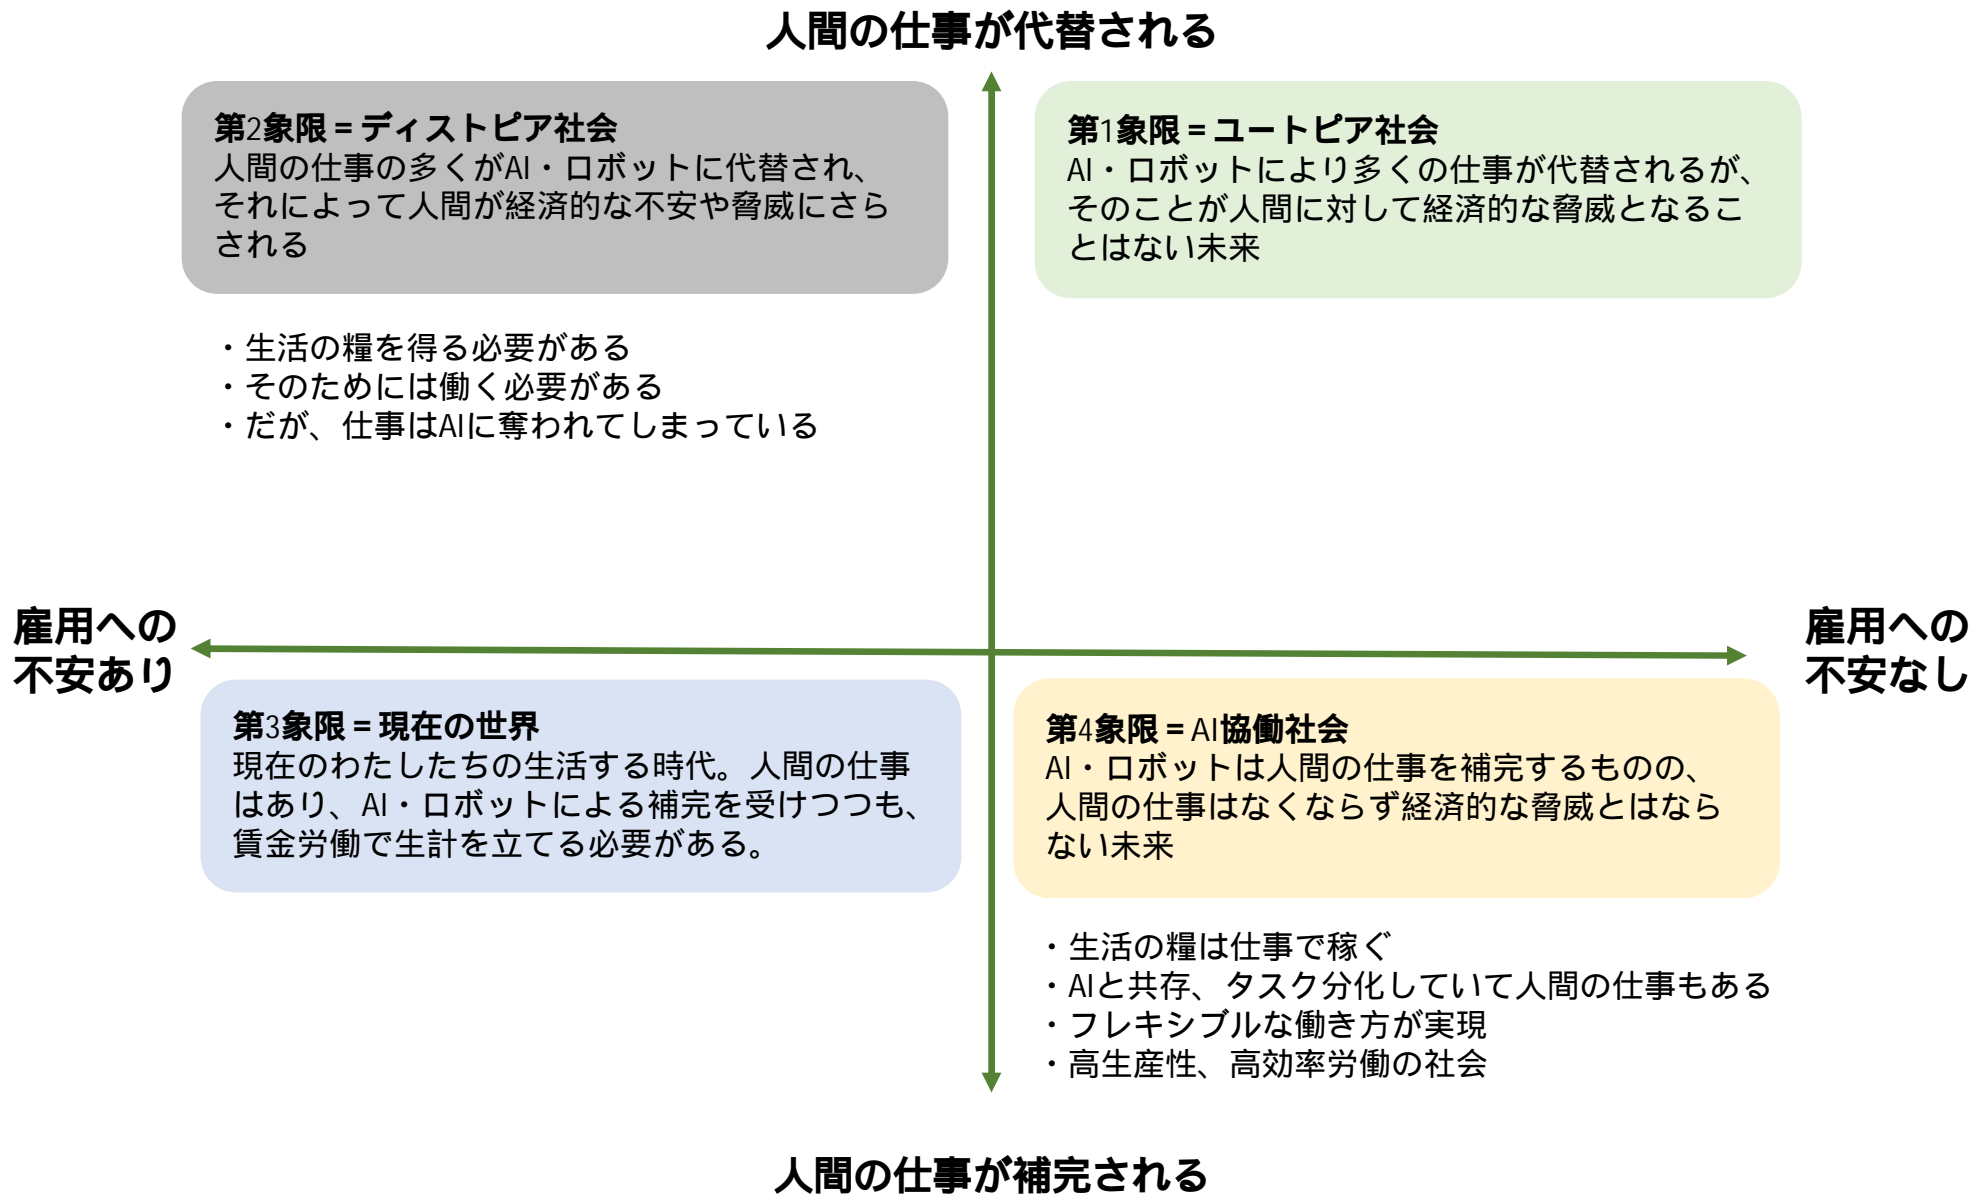 人間の仕事が代替される
第2象限 = ディストピア社会
人間の仕事の多くがAI・ロボットに代替され、
それによって人間が経済的な不安や脅威にさら
される
・生活の糧を得る必要がある
・そのためには働く必要がある
・だが、仕事はAIに奪われてしまっている
第1象限 = ユートピア社会
AI・ロボットにより多くの仕事が代替されるが、
そのことが人間に対して経済的な脅威となるこ
とはない未来
雇用への
不安あり
雇用への
不安なし
第3象限 = 現在の世界
現在のわたしたちの生活する時代。人間の仕事
はあり、AI・ロボットによる補完を受けつつも、
賃金労働で生計を立てる必要がある。
第4象限 = AI協働社会
AI・ロボットは人間の仕事を補完するものの、
人間の仕事はなくならず経済的な脅威とはなら
ない未来
・生活の糧は仕事で稼ぐ
・AIと共存、タスク分化していて人間の仕事もある
・フレキシブルな働き方が実現
・高生産性、高効率労働の社会
人間の仕事が補完される